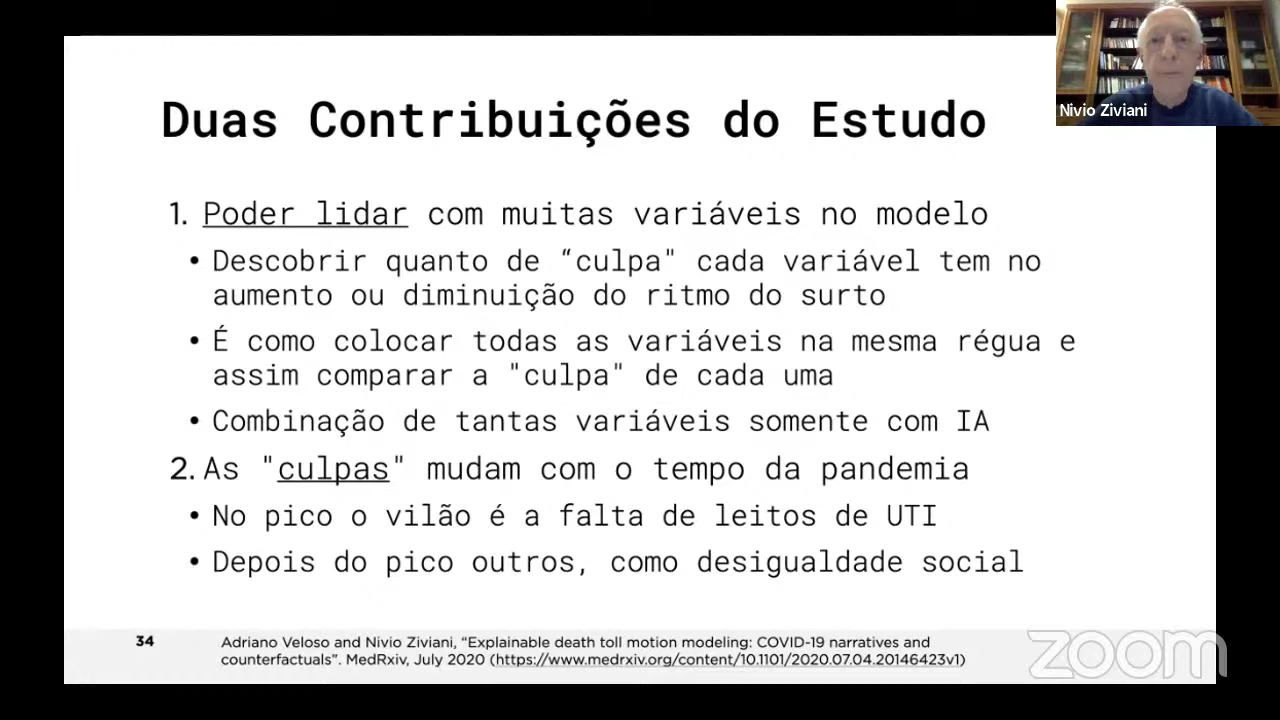 Nivio Ziviani
Duas Contribuições do Estudo
1. Poder lidar com muitas variáveis no modelo
• Descobrir quanto de “culpa" cada variável tem no
aumento ou diminuição do ritmo do surto
• É como colocar todas as variáveis na mesma régua e
assim comparar a "culpa" de cada uma
• Combinação de tantas variáveis somente com IA
2. As "culpas" mudam com o tempo da pandemia
• No pico o vilão é a falta de leitos de UTI
• Depois do pico outros, como desigualdade social
34
Adriano Veloso and Nivio Ziviani, “Explainable death toll motion modeling: COVID-19 narratives and
counterfactuals”. MedRxiv, July 2020 (https://www.medrxiv.org/content/10.1101/2020.07.04.20146423v1)
zoom